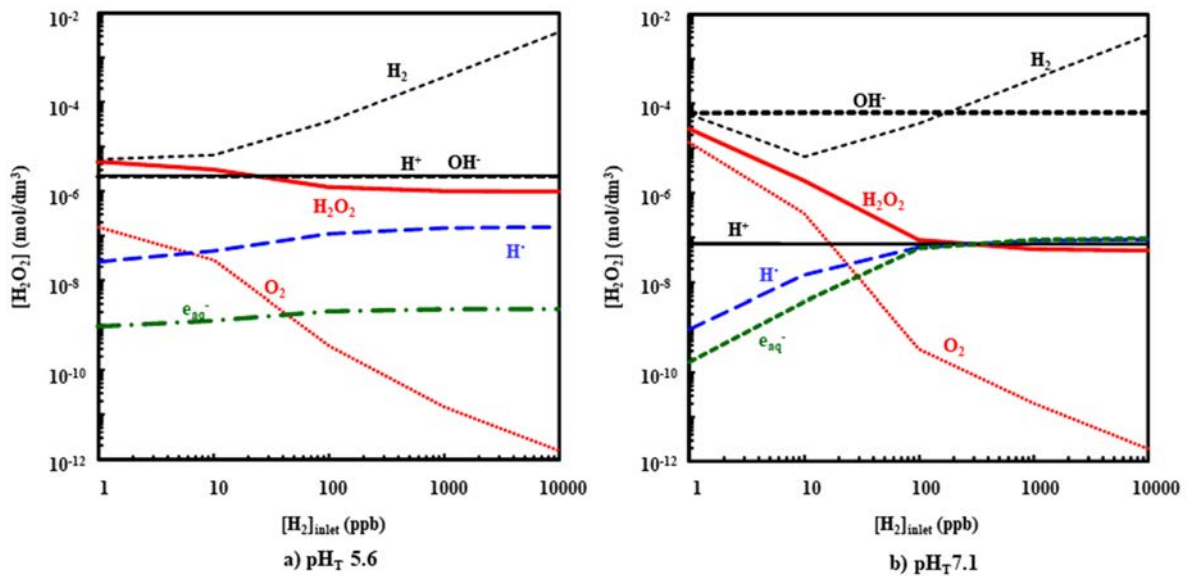 10⁻²
10⁻⁴
10⁻⁶
10⁻⁸
10⁻¹⁰
10⁻¹²
[H₂O₂] (mol/dm³)
H₂
H⁺ OH⁻
H₂O₂
H·
O₂
eₐq⁻
1 10 100 1000 10000
[H₂]inlet (ppb)
a) pHT 5.6
10⁻²
10⁻⁴
10⁻⁶
10⁻⁸
10⁻¹⁰
10⁻¹²
[H₂O₂] (mol/dm³)
H₂
OH⁻
H₂O₂
H⁺
H·
eₐq⁻
O₂
1 10 100 1000 10000
[H₂]inlet (ppb)
b) pHT7.1